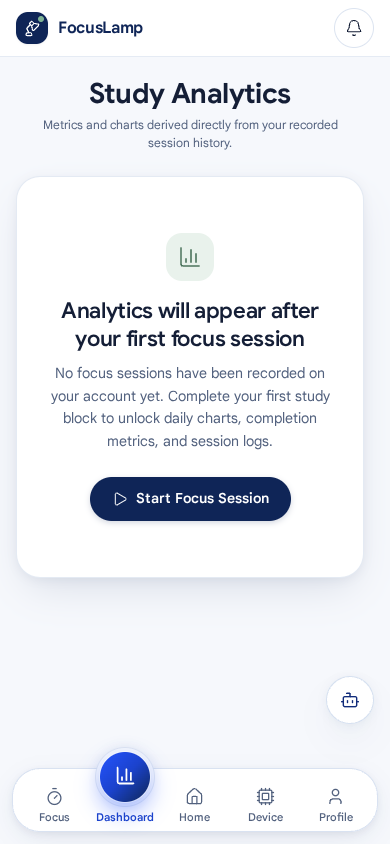 FocusLamp
Study Analytics
Metrics and charts derived directly from your recorded
session history.
Analytics will appear after
your first focus session
No focus sessions have been recorded on
your account yet. Complete your first study
block to unlock daily charts, completion
metrics, and session logs.
Start Focus Session
Focus Dashboard Home Device Profile